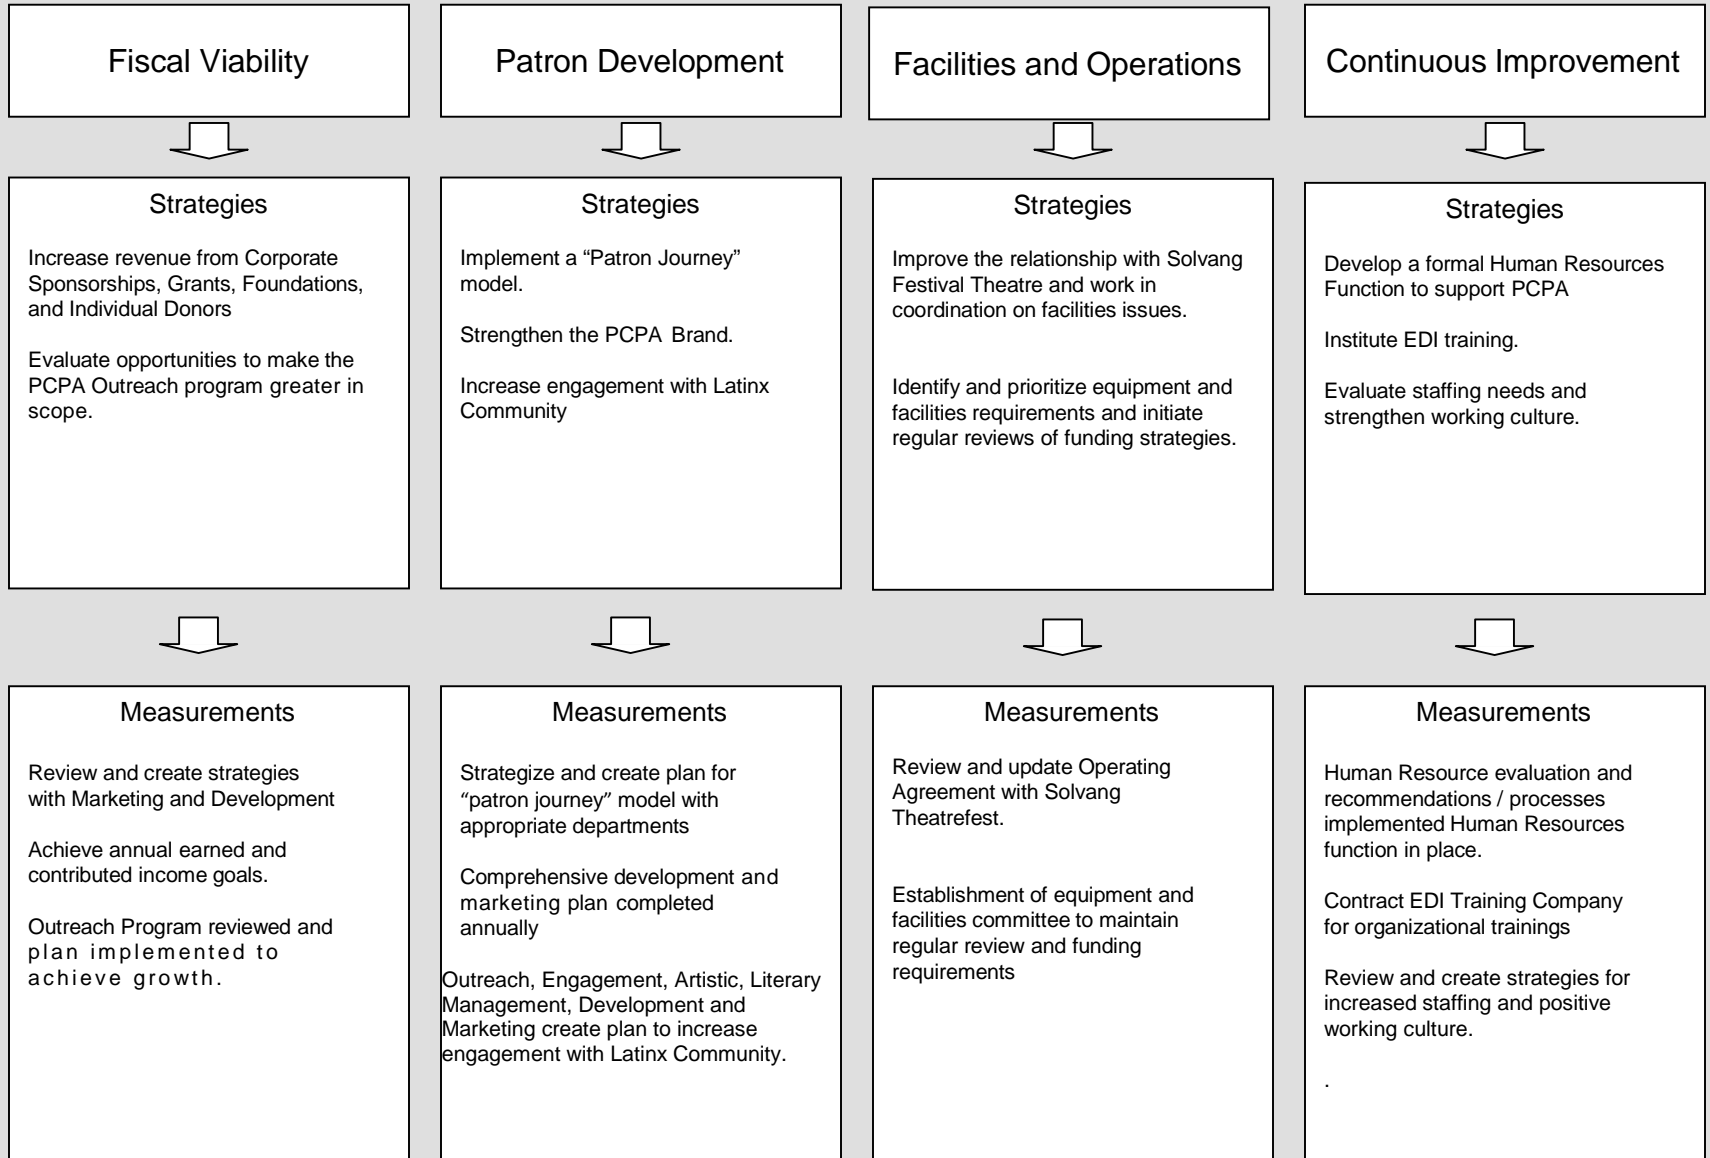 Fiscal Viability
Patron Development
Facilities and Operations
Continuous Improvement
Strategies
Increase revenue from Corporate
Sponsorships, Grants, Foundations,
and Individual Donors
Evaluate opportunities to make the
PCPA Outreach program greater in
scope.
Strategies
Implement a “Patron Journey”
model.
Strengthen the PCPA Brand.
Increase engagement with Latinx
Community
Strategies
Improve the relationship with Solvang
Festival Theatre and work in
coordination on facilities issues.
Identify and prioritize equipment and
facilities requirements and initiate
regular reviews of funding strategies.
Strategies
Develop a formal Human Resources
Function to support PCPA
Institute EDI training.
Evaluate staffing needs and
strengthen working culture.
Measurements
Review and create strategies
with Marketing and Development
Achieve annual earned and
contributed income goals.
Outreach Program reviewed and
plan implemented to
achieve growth.
Measurements
Strategize and create plan for
“patron journey” model with
appropriate departments
Comprehensive development and
marketing plan completed
annually
Outreach, Engagement, Artistic, Literary
Management, Development and
Marketing create plan to increase
engagement with Latinx Community.
Measurements
Review and update Operating
Agreement with Solvang
Theatrefest.
Establishment of equipment and
facilities committee to maintain
regular review and funding
requirements
Measurements
Human Resource evaluation and
recommendations / processes
implemented Human Resources
function in place.
Contract EDI Training Company
for organizational trainings
Review and create strategies for
increased staffing and positive
working culture.
.